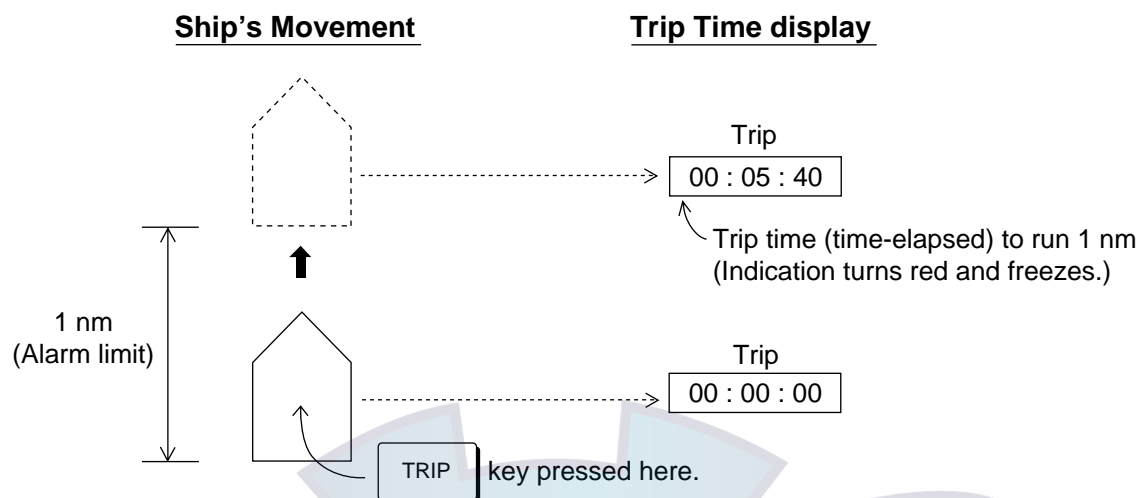 Ship's Movement
Trip Time display
Trip
00 : 05 : 40
Trip time (time-elapsed) to run 1 nm
(Indication turns red and freezes.)
1 nm
(Alarm limit)
Trip
00 : 00 : 00
TRIP key pressed here.